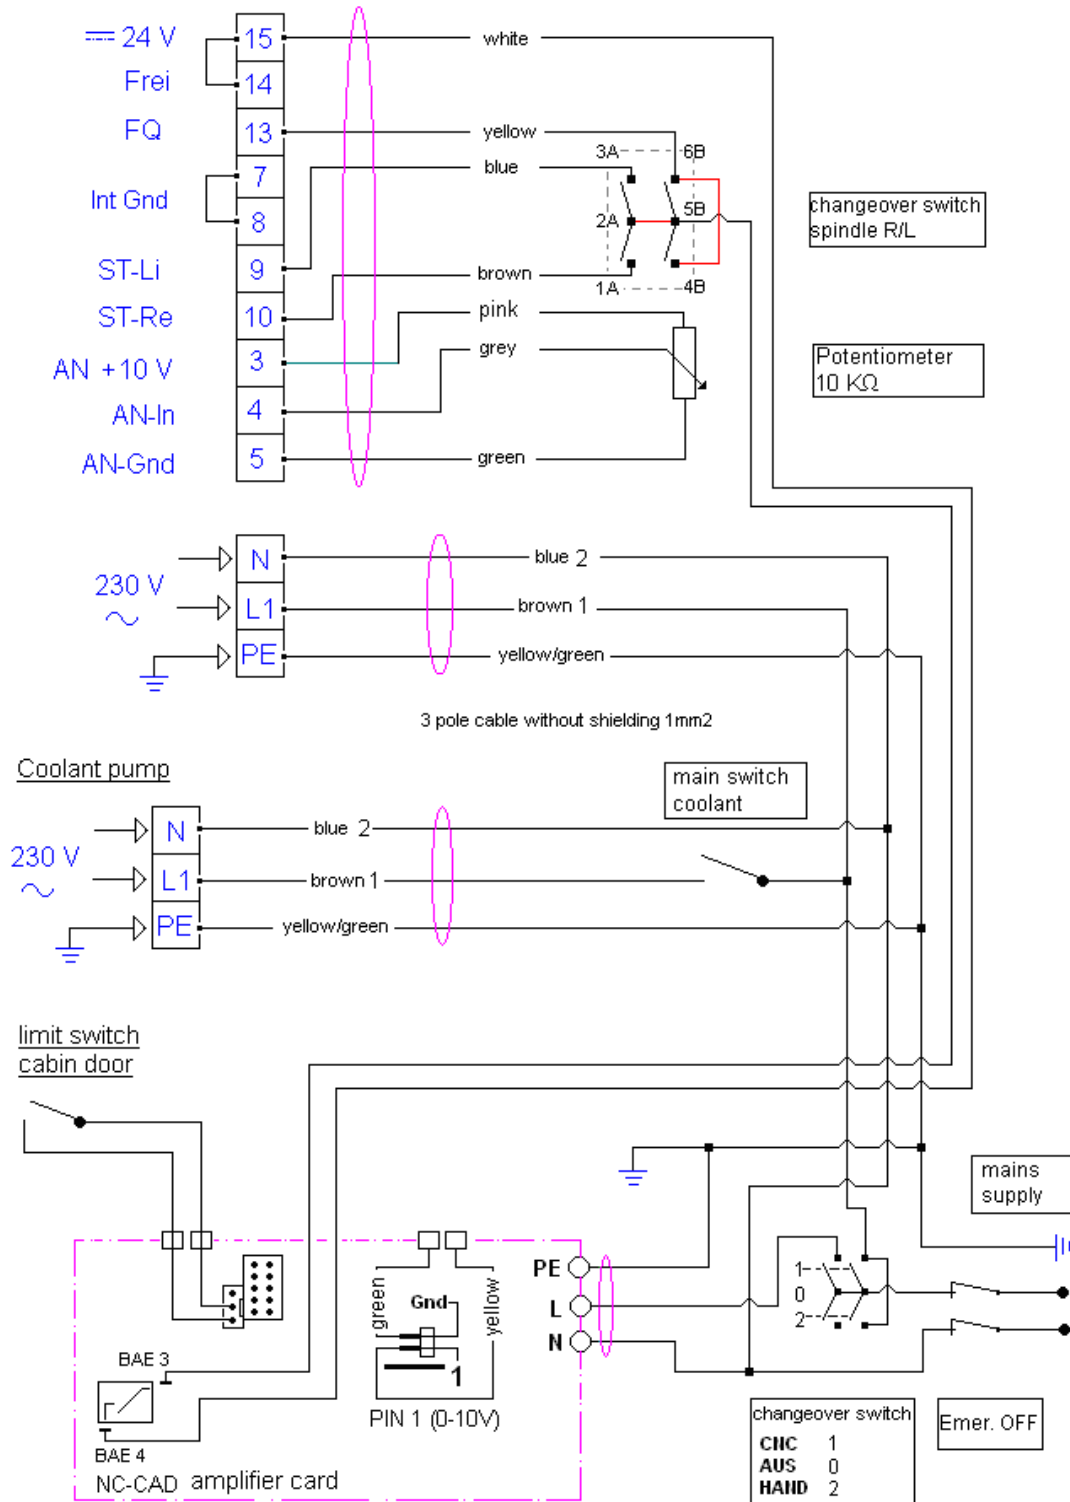 24 V
15
white
Frei
14
FQ
13
yellow
3A
6B
blue
7
Int Gnd
8
2A
5B
changeover switch
spindle R/L
ST-Li
9
brown
1A
4B
ST-Re
10
pink
AN +10 V
3
grey
Potentiometer
10 KΩ
AN-In
4
AN-Gnd
5
green
N
blue 2
230 V
L1
brown 1
PE
yellow/green
3 pole cable without shielding 1mm2
Coolant pump
main switch
coolant
N
blue 2
230 V
L1
brown 1
PE
yellow/green
limit switch
cabin door
mains
supply
PE
green
Gnd
yellow
L
1
0
2
N
1
BAE 3
PIN 1 (0-10V)
BAE 4
NC-CAD amplifier card
changeover switch
CNC 1
AUS 0
HAND 2
Emer. OFF